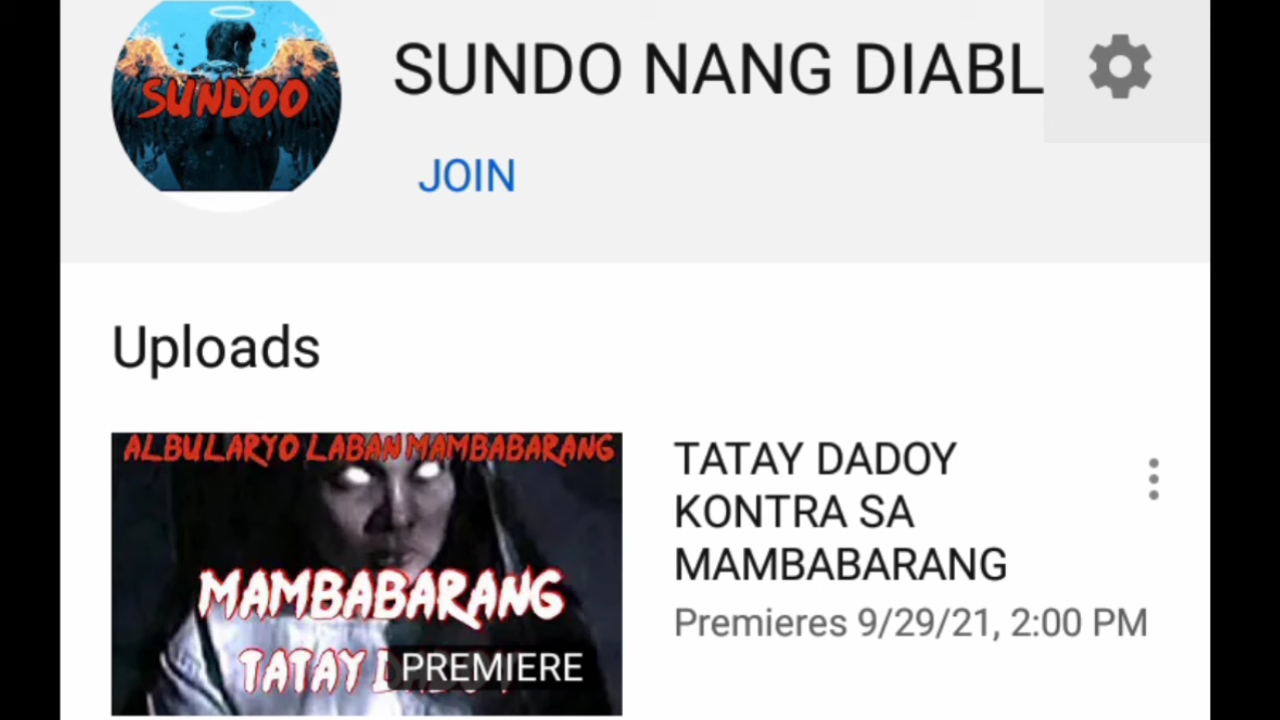 SUNDOO
SUNDO NANG DIABL
JOIN
Uploads
ALBULARYO LABAN MAMBABARANG
MAMBABARANG
TATAY
PREMIERE
TATAY DADOY
KONTRA SA
MAMBABARANG
Premieres 9/29/21, 2:00 PM